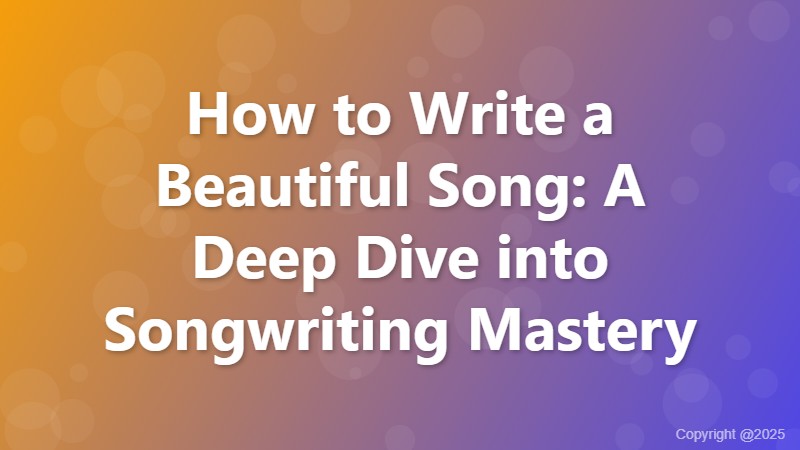 How to Write a
Beautiful Song: A
Deep Dive into
Songwriting Mastery
Copyright @2025